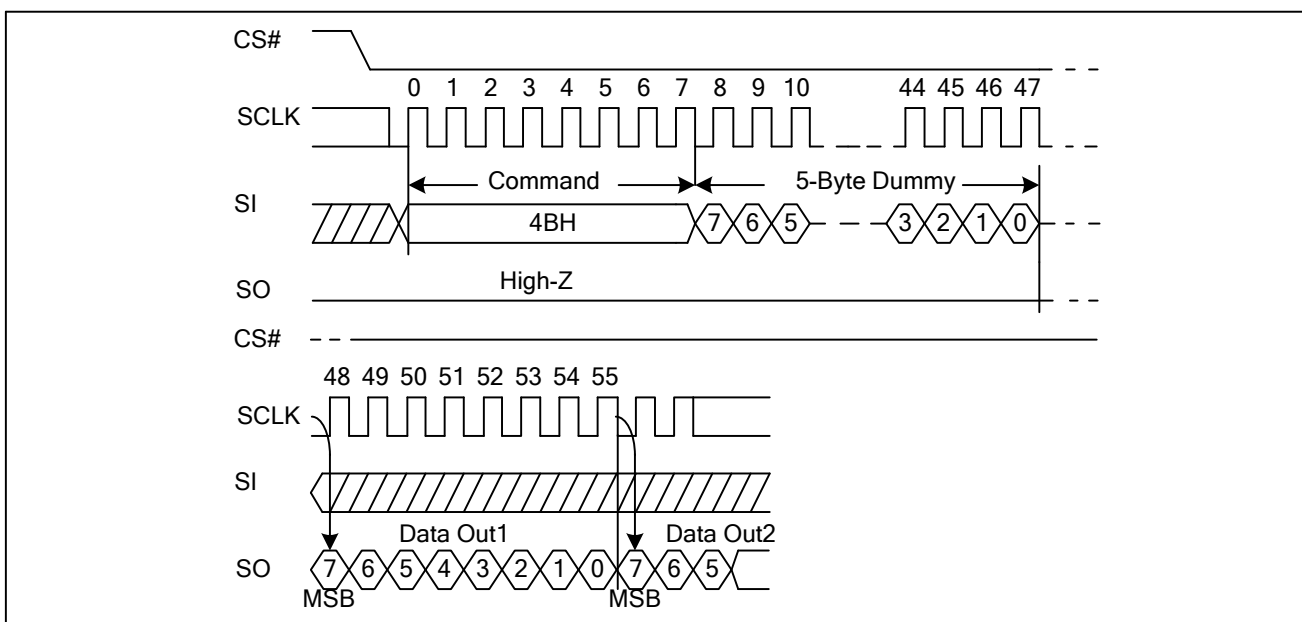 CS#
0 1 2 3 4 5 6 7 8 9 10 44 45 46 47
SCLK
Command 5-Byte Dummy
SI
4BH 7 6 5 3 2 1 0
High-Z
SO
CS#
48 49 50 51 52 53 54 55
SCLK
SI
Data Out1 Data Out2
SO 7 6 5 4 3 2 1 0 7 6 5
MSB MSB